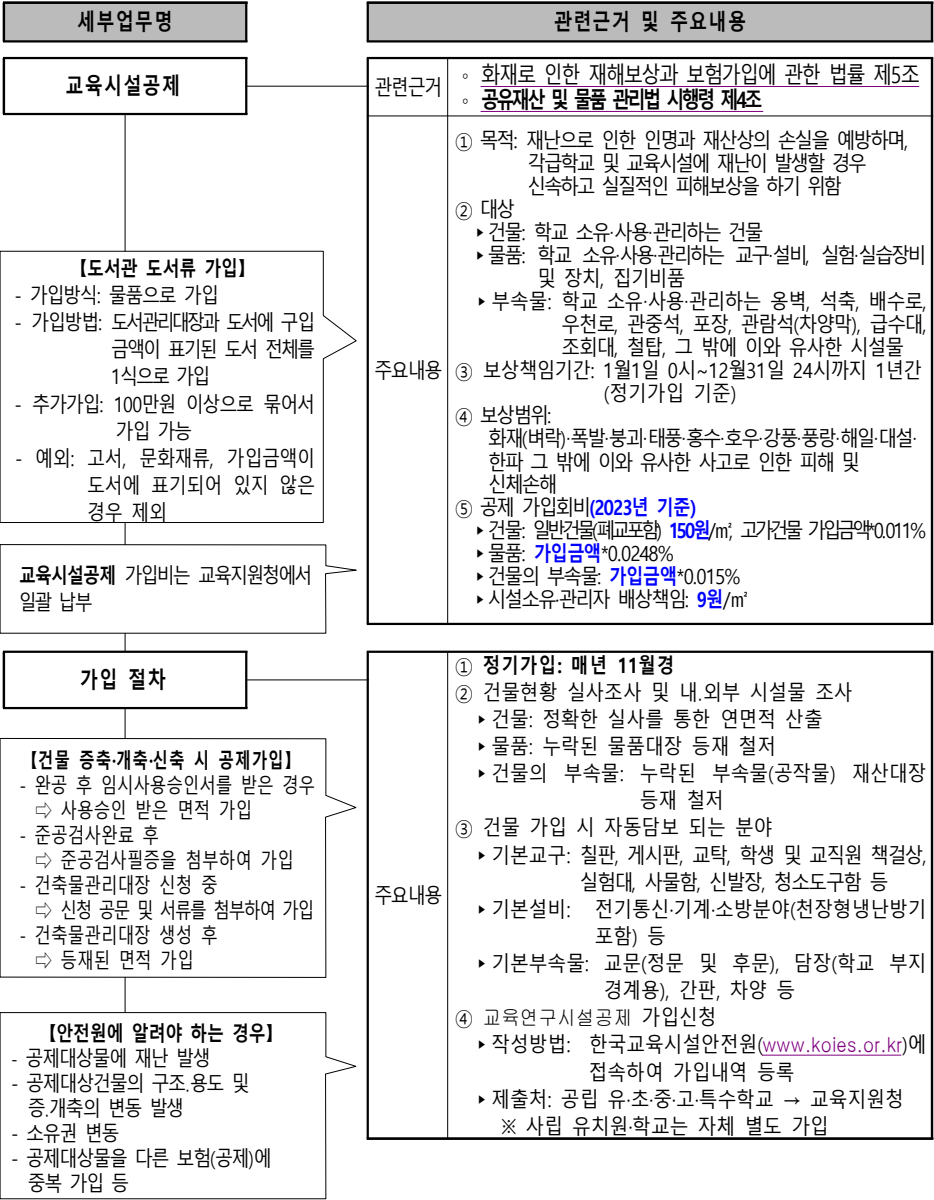 세부업무명
관련근거 및 주요내용
교육시설공제
관련근거
◦ 화재로 인한 재해보상과 보험가입에 관한 법률 제5조
◦ 공유재산 및 물품 관리법 시행령 제4조
【도서관 도서류 가입】
- 가입방식: 물품으로 가입
- 가입방법: 도서관리대장과 도서에 구입
금액이 표기된 도서 전체를
1식으로 가입
- 추가가입: 100만원 이상으로 묶어서
가입 가능
- 예외: 고서, 문화재류, 가입금액이
도서에 표기되어 있지 않은
경우 제외
교육시설공제 가입비는 교육지원청에서
일괄 납부
주요내용
① 목적: 재난으로 인한 인명과 재산상의 손실을 예방하며,
각급학교 및 교육시설에 재난이 발생할 경우
신속하고 실질적인 피해보상을 하기 위함
② 대상
▸건물: 학교 소유·사용·관리하는 건물
▸물품: 학교 소유·사용·관리하는 교구·설비, 실험·실습장비
및 장치, 집기비품
▸부속물: 학교 소유·사용·관리하는 옹벽, 석축, 배수로,
우천로, 관중석, 포장, 관람석(차양막), 급수대,
조회대, 철탑, 그 밖에 이와 유사한 시설물
③ 보상책임기간: 1월1일 0시~12월31일 24시까지 1년간
(정기가입 기준)
④ 보상범위:
화재(벼락)·폭발·붕괴·태풍·홍수·호우·강풍·풍랑·해일·대설·
한파 그 밖에 이와 유사한 사고로 인한 피해 및
신체손해
⑤ 공제 가입회비(2023년 기준)
▸건물: 일반건물(폐교포함) 150원/㎡, 고가건물 가입금액*0.011%
▸물품: 가입금액*0.0248%
▸건물의 부속물: 가입금액*0.015%
▸시설소유·관리자 배상책임: 9원/㎡
가입 절차
【건물 증축·개축·신축 시 공제가입】
- 완공 후 임시사용승인서를 받은 경우
⇨ 사용승인 받은 면적 가입
- 준공검사완료 후
⇨ 준공검사필증을 첨부하여 가입
- 건축물관리대장 신청 중
⇨ 신청 공문 및 서류를 첨부하여 가입
- 건축물관리대장 생성 후
⇨ 등재된 면적 가입
【안전원에 알려야 하는 경우】
- 공제대상물에 재난 발생
- 공제대상건물의 구조.용도 및
증.개축의 변동 발생
- 소유권 변동
- 공제대상물을 다른 보험(공제)에
중복 가입 등
주요내용
① 정기가입: 매년 11월경
② 건물현황 실사조사 및 내.외부 시설물 조사
▸건물: 정확한 실사를 통한 연면적 산출
▸물품: 누락된 물품대장 등재 철저
▸건물의 부속물: 누락된 부속물(공작물) 재산대장
등재 철저
③ 건물 가입 시 자동담보 되는 분야
▸기본교구: 칠판, 게시판, 교탁, 학생 및 교직원 책걸상,
실험대, 사물함, 신발장, 청소도구함 등
▸기본설비: 전기통신·기계·소방분야(천장형냉난방기
포함) 등
▸기본부속물: 교문(정문 및 후문), 담장(학교 부지
경계용), 간판, 차양 등
④ 교육연구시설공제 가입신청
▸작성방법: 한국교육시설안전원(www.koies.or.kr)에
접속하여 가입내역 등록
▸제출처: 공립 유·초·중·고·특수학교 → 교육지원청
※ 사립 유치원·학교는 자체 별도 가입